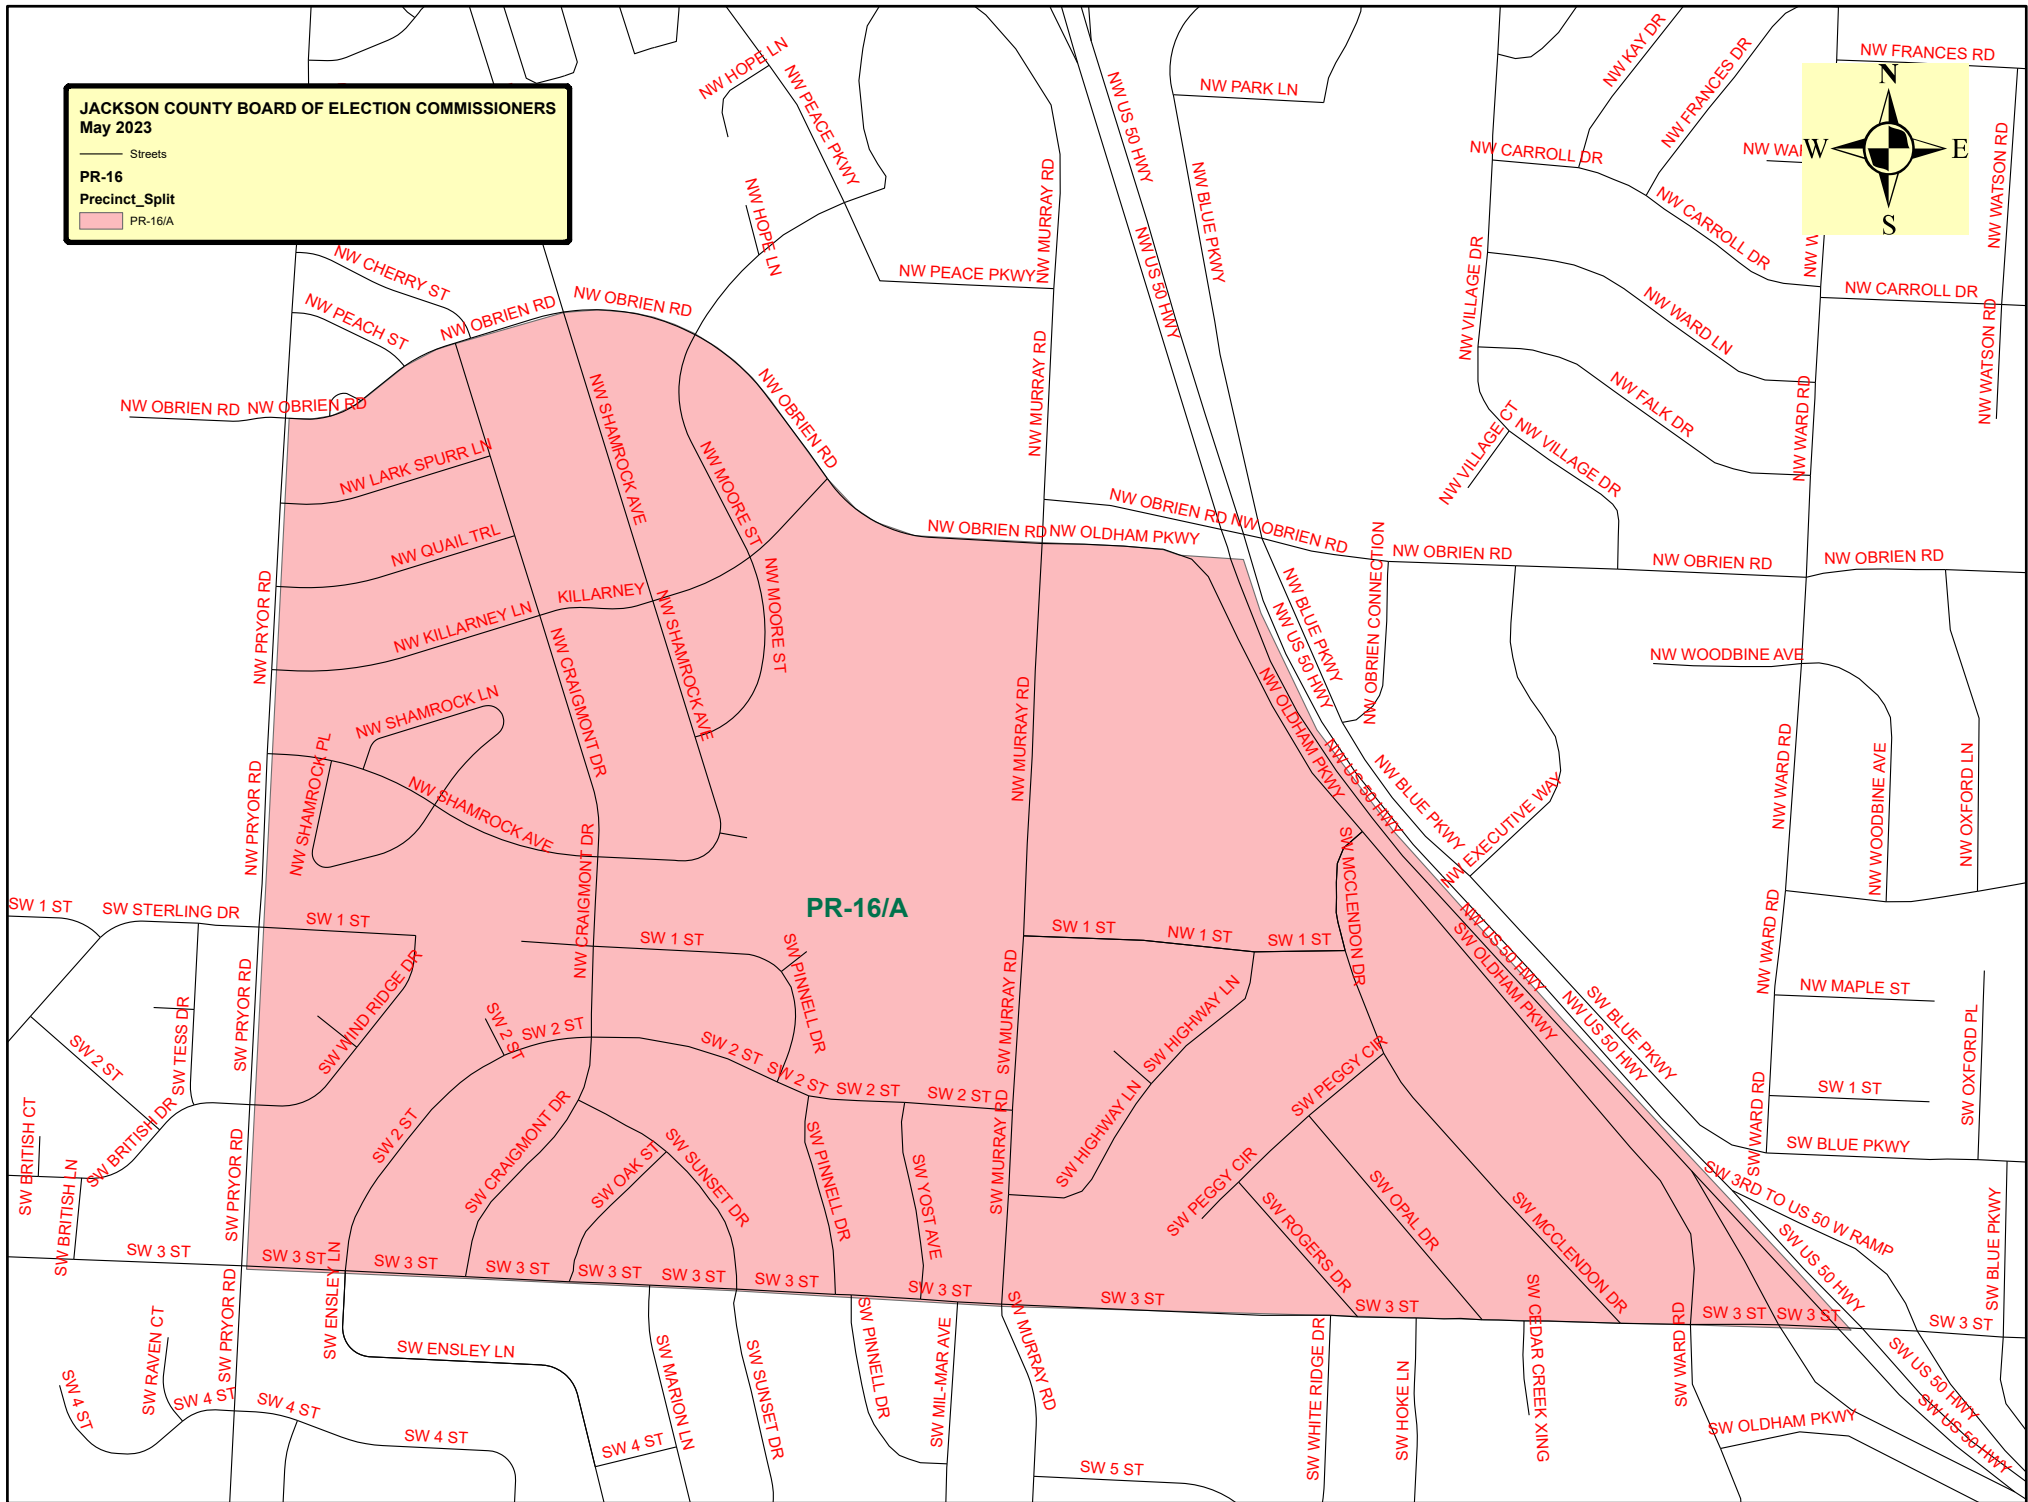 JACKSON COUNTY BOARD OF ELECTION COMMISSIONERS
May 2023
Streets
PR-16
Precinct_Split
PR-16/A
N
W
E
S
NW HOPE LN
NW PEACE PKWY
NW US 50 HWY
NW PARK LN
NW KAY DR
NW FRANCES DR
NW FRANCES RD
NW CARROLL DR
NW WATSON RD
NW HOPE LN
NW MURRAY RD
NW BLUE PKWY
NW CARROLL DR
NW US 50 HWY
NW CHERRY ST
NW PEACE PKWY
NW VILLAGE DR
NW CARROLL DR
NW PEACH ST
NW OBRIEN RD
NW OBRIEN RD
NW WARD LN
NW WATSON RD
NW MURRAY RD
NW OBRIEN RD
NW OBRIEN RD
NW SHAMROCK AVE
NW OBRIEN RD
NW FALK DR
NW WARD RD
NW LARK SPURR LN
NW MOORE ST
NW VILLAGE CT
NW VILLAGE DR
NW QUAIL TRL
NW OBRIEN RD
NW OLDHAM PKWY
NW OBRIEN RD
NW OBRIEN RD
NW OBRIEN RD
NW OBRIEN RD
NW OBRIEN RD
NW PRYOR RD
NW KILLARNEY LN
KILLARNEY
NW SHAMROCK AVE
NW MOORE ST
NW BLUE PKWY
NW US 50 HWY
NW OBRIEN CONNECTION
NW WOODBINE AVE
NW SHAMROCK LN
NW CRAIGMONT DR
NW MURRAY RD
NW OLDHAM PKWY
NW PRYOR RD
NW SHAMROCK PL
NW SHAMROCK AVE
NW US 50 HWY
NW BLUE PKWY
NW EXECUTIVE WAY
NW WARD RD
NW WOODBINE AVE
NW OXFORD LN
NW CRAIGMONT DR
SW MCCLENDON DR
PR-16/A
SW 1 ST
SW STERLING DR
SW 1 ST
SW 1 ST
SW PINNELL DR
SW 1 ST
NW 1 ST
SW 1 ST
NW US 50 HWY
SW OLDHAM PKWY
NW WARD RD
SW PRYOR RD
SW WIND RIDGE DR
SW MURRAY RD
SW HIGHWAY LN
NW US 50 HWY
SW BLUE PKWY
NW MAPLE ST
SW 2 ST
SW TESS DR
SW 2 ST
SW 2 ST
SW 2 ST
SW 2 ST
SW 2 ST
SW 2 ST
SW PEGGY CIR
SW 1 ST
SW OXFORD PL
SW BRITISH CT
SW BRITISH DR
SW BRITISH LN
SW PRYOR RD
SW 2 ST
SW CRAIGMONT DR
SW OAK ST
SW SUNSET DR
SW PINNELL DR
SW YOST AVE
SW MURRAY RD
SW HIGHWAY LN
SW PEGGY CIR
SW ROGERS DR
SW OPAL DR
SW MCCLENDON DR
SW WARD RD
SW BLUE PKWY
SW 3RD TO US 50 W RAMP
SW US 50 HWY
SW BLUE PKWY
SW 3 ST
SW 3 ST
SW 3 ST
SW 3 ST
SW 3 ST
SW 3 ST
SW 3 ST
SW 3 ST
SW 3 ST
SW 3 ST
SW 3 ST
SW 3 ST
SW 3 ST
SW PRYOR RD
SW ENSLEY LN
SW RAVEN CT
SW ENSLEY LN
SW MARION LN
SW SUNSET DR
SW PINNELL DR
SW MIL-MAR AVE
SW MURRAY RD
SW WHITE RIDGE DR
SW HOKE LN
SW CEDAR CREEK XING
SW WARD RD
SW US 50 HWY
SW US 50 HWY
SW 4 ST
SW 4 ST
SW 4 ST
SW 4 ST
SW 4 ST
SW 5 ST
SW OLDHAM PKWY